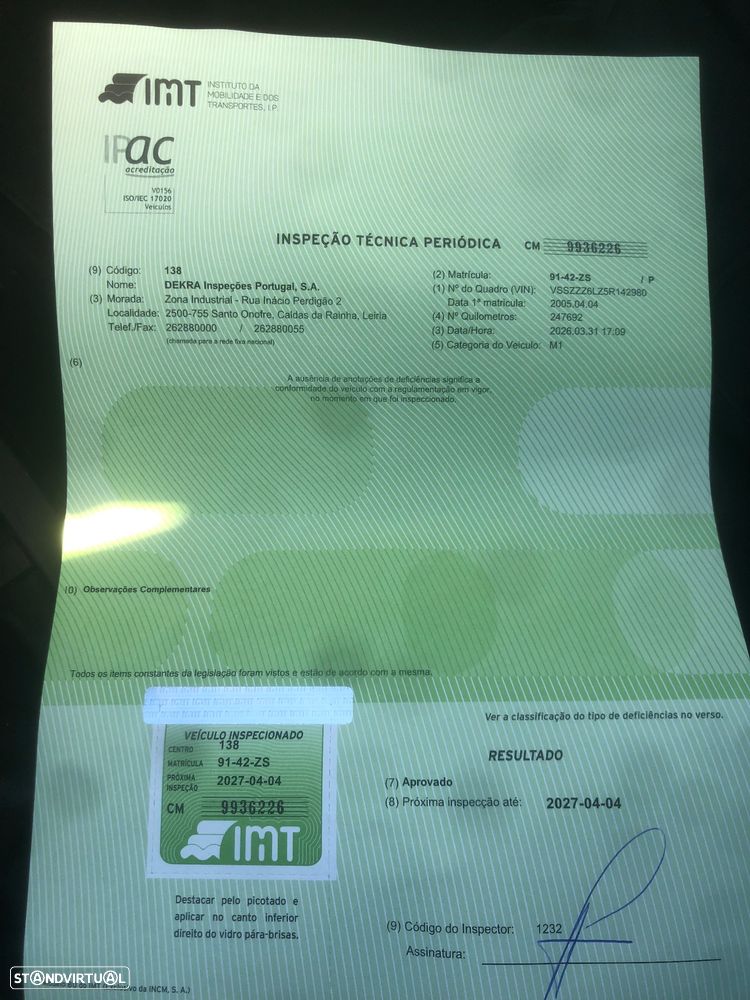 IMT INSTITUTO DA
MOBILIDADE E DOS
TRANSPORTES, I.P.
IPAC
acreditação
V0156
ISO/IEC 17020
Veículos
INSPEÇÃO TÉCNICA PERIÓDICA CM 9936226
(9) Código: 138
Nome: DEKRA Inspeções Portugal, S.A.
(3) Morada: Zona Industrial - Rua Inácio Perdigão 2
Localidade: 2500-755 Santo Onofre, Caldas da Rainha, Leiria
Telef./Fax: 262880000 / 262880055
(chamada para a rede fixa nacional)
(2) Matrícula: 91-42-ZS / P
(1) Nº do Quadro (VIN): VSSZZZ6LZ5R142980
Data 1ª matrícula: 2005.04.04
(4) Nº Quilometros: 247692
(3) Data/Hora: 2026.03.31 17:09
(5) Categoria do Veículo: M1
(6)
A ausência de anotações de deficiências significa a
conformidade do veículo com a regulamentação em vigor,
no momento em que foi inspeccionado.
10) Observações Complementares
Todos os items constantes da legislação foram vistos e estão de acordo com a mesma.
Ver a classificação do tipo de deficiências no verso.
VEÍCULO INSPECIONADO
CENTRO 138
MATRÍCULA 91-42-ZS
PRÓXIMA
INSPEÇÃO 2027-04-04
CM 9936226
IMT
RESULTADO
(7) Aprovado
(8) Próxima inspecção até: 2027-04-04
Destacar pelo picotado e
aplicar no canto inferior
direito do vidro pára-brisas.
(9) Código do Inspector: 1232
Assinatura:
da INCM, S. A.)
STANDVIRTUAL